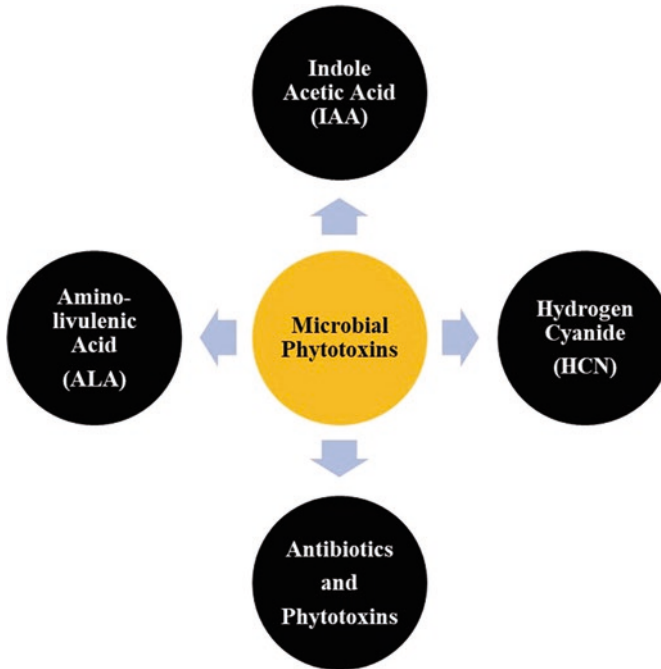 Indole
Acetic Acid
(IAA)
Amino-
livulenic
Acid
(ALA)
Microbial
Phytotoxins
Hydrogen
Cyanide
(HCN)
Antibiotics
and
Phytotoxins